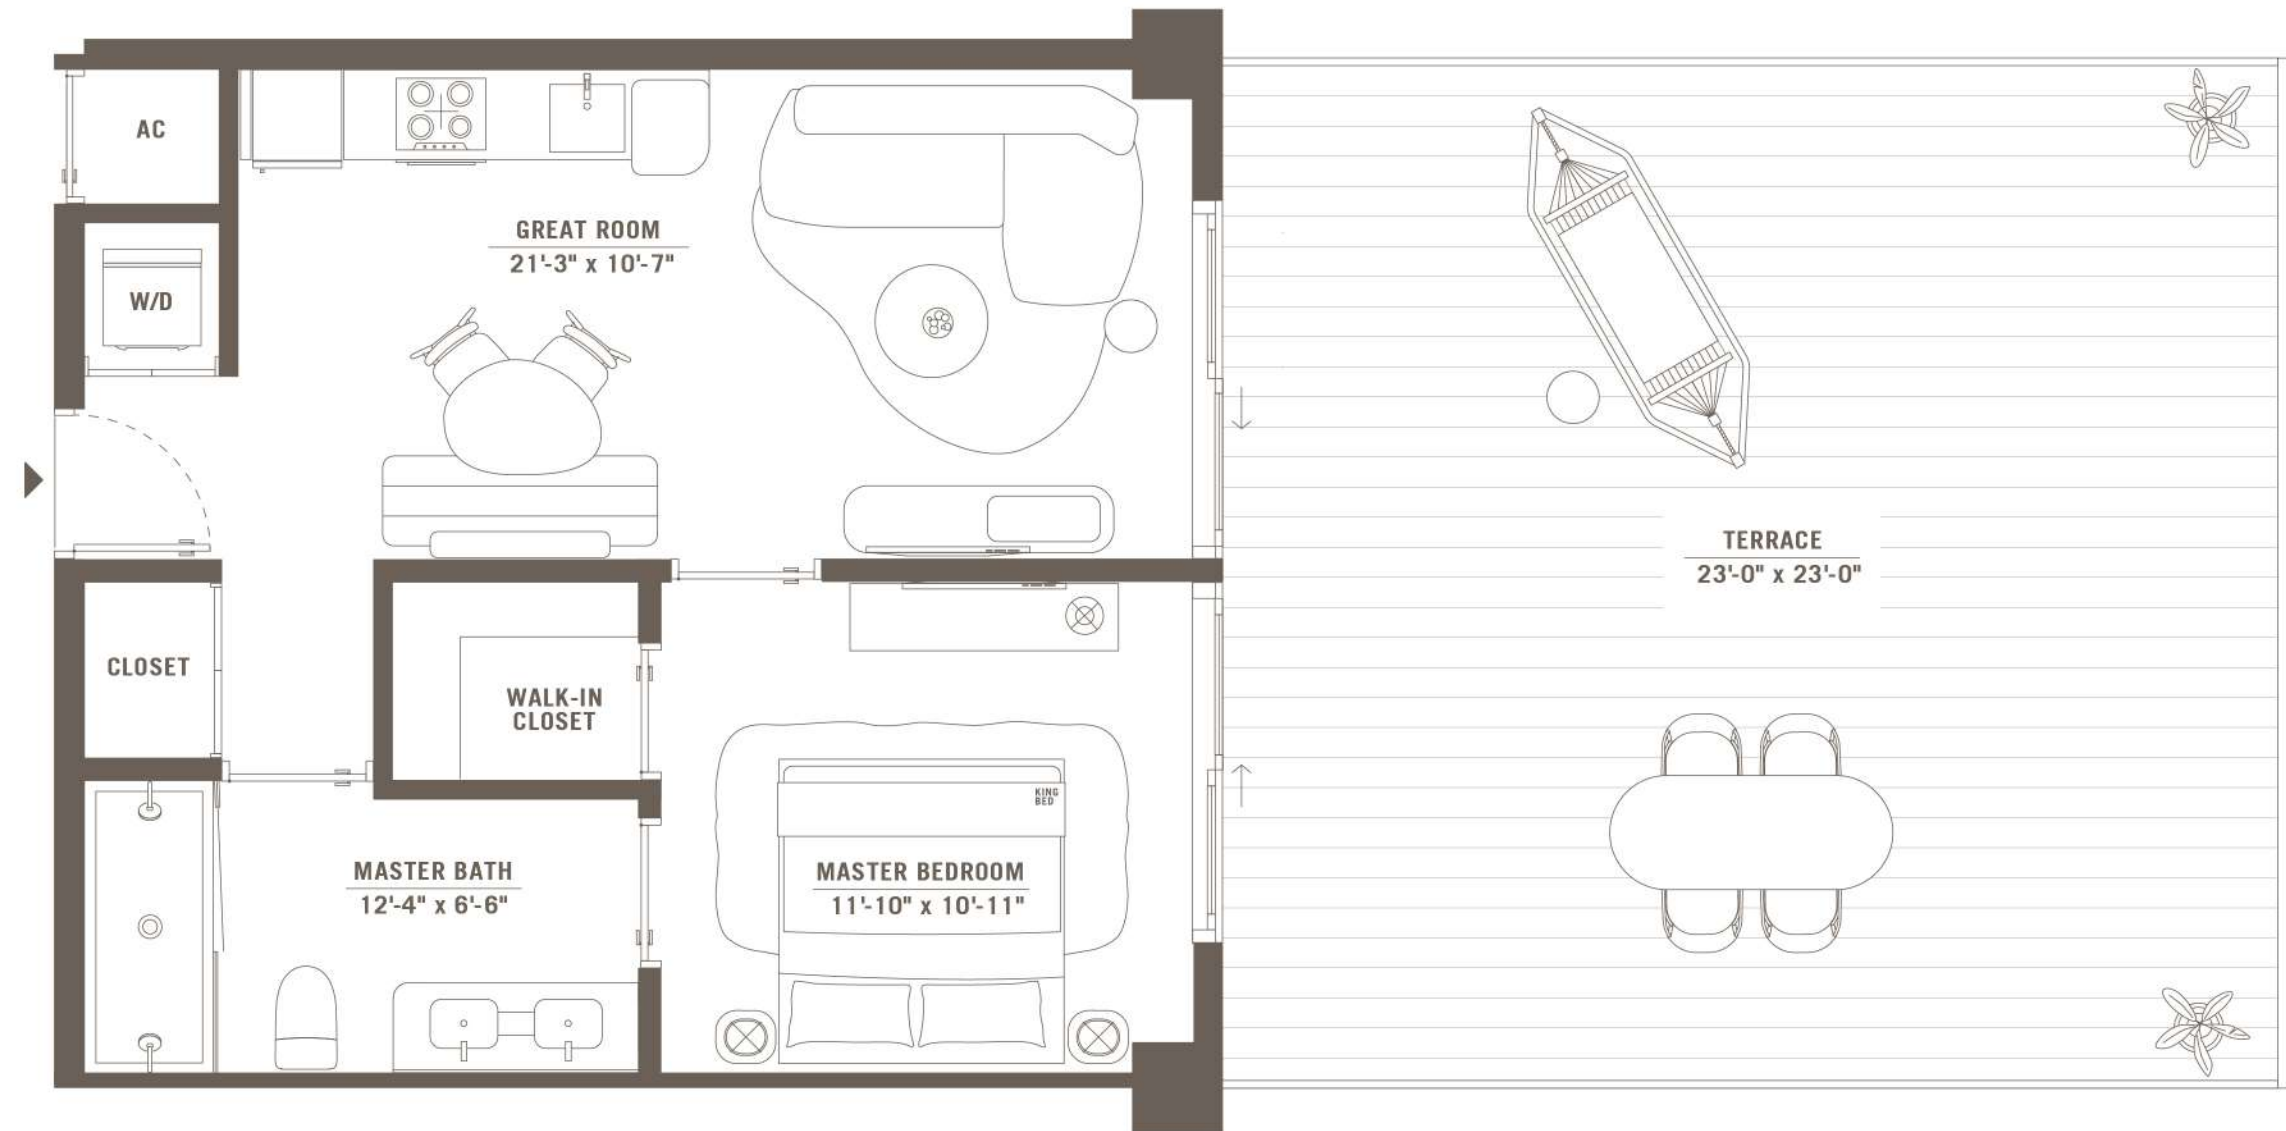 AC
W/D
GREAT ROOM
21'-3" x 10'-7"
TERRACE
23'-0" x 23'-0"
CLOSET
WALK-IN
CLOSET
KING
BED
MASTER BATH
12'-4" x 6'-6"
MASTER BEDROOM
11'-10" x 10'-11"